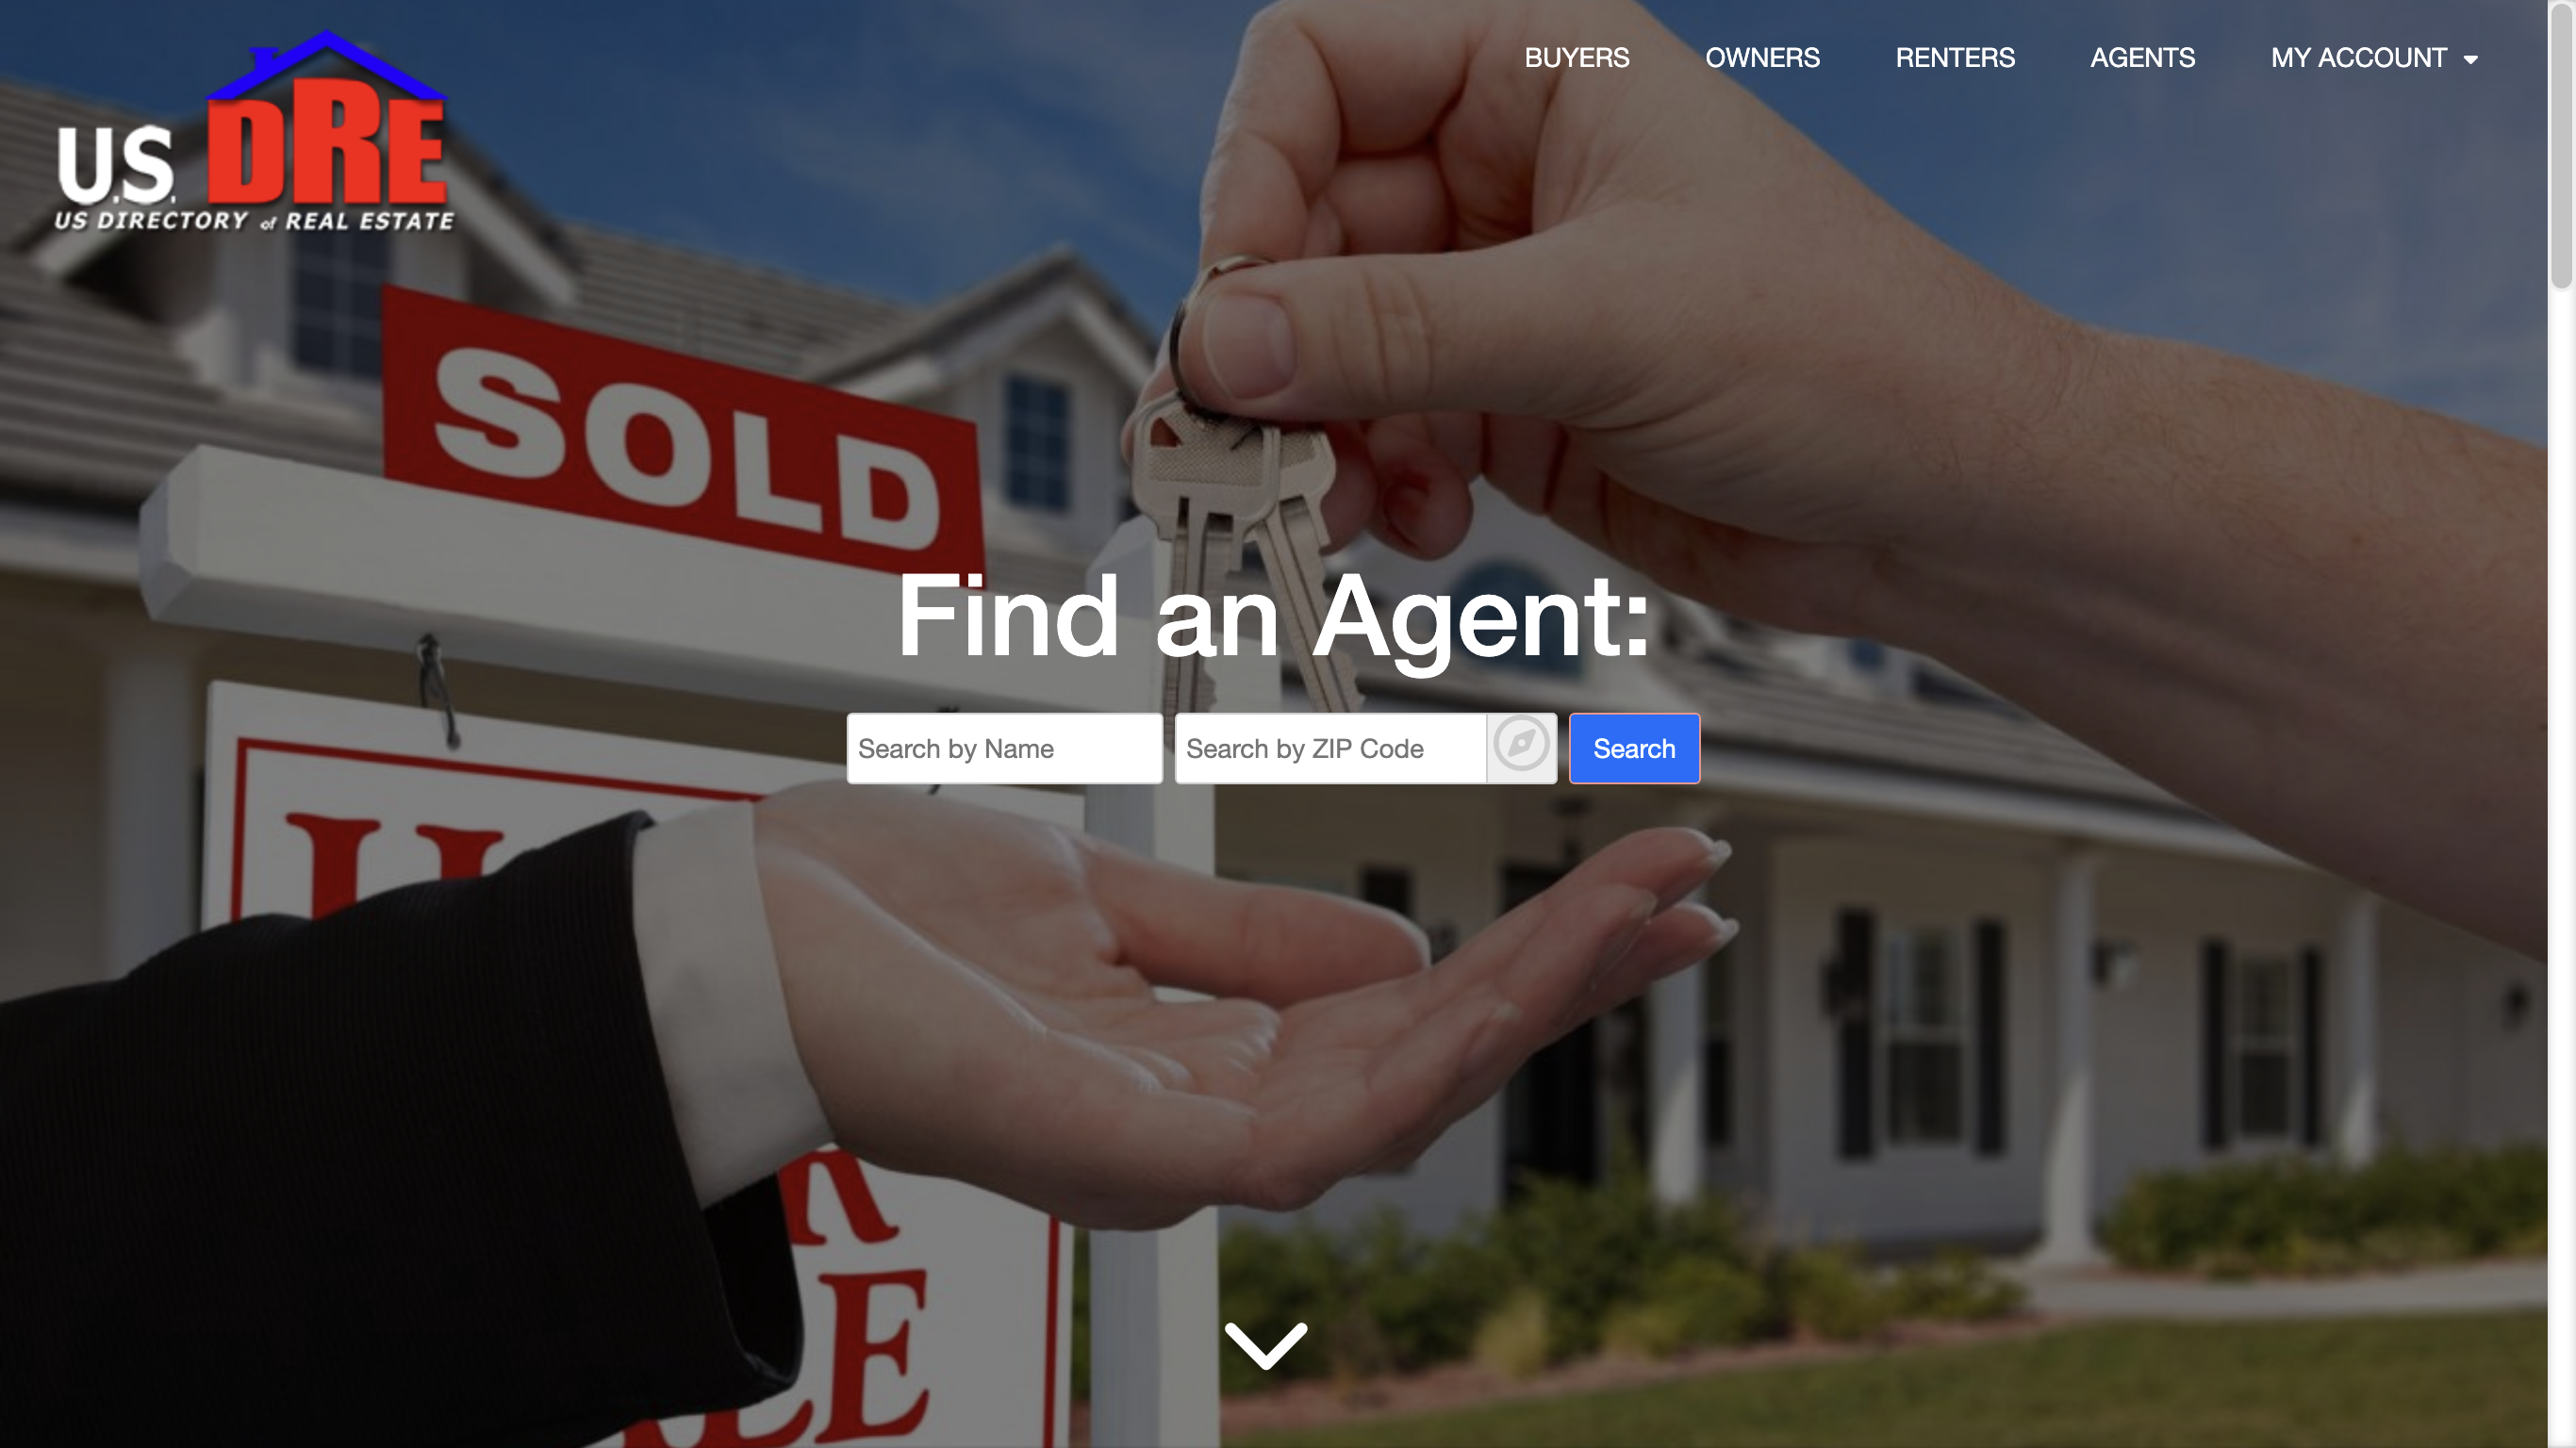 BUYERS
OWNERS
RENTERS
AGENTS
MY ACCOUNT
U.S. DRE
US DIRECTORY of REAL ESTATE
SOLD
Find an Agent:
Search by Name
Search by ZIP Code
Search